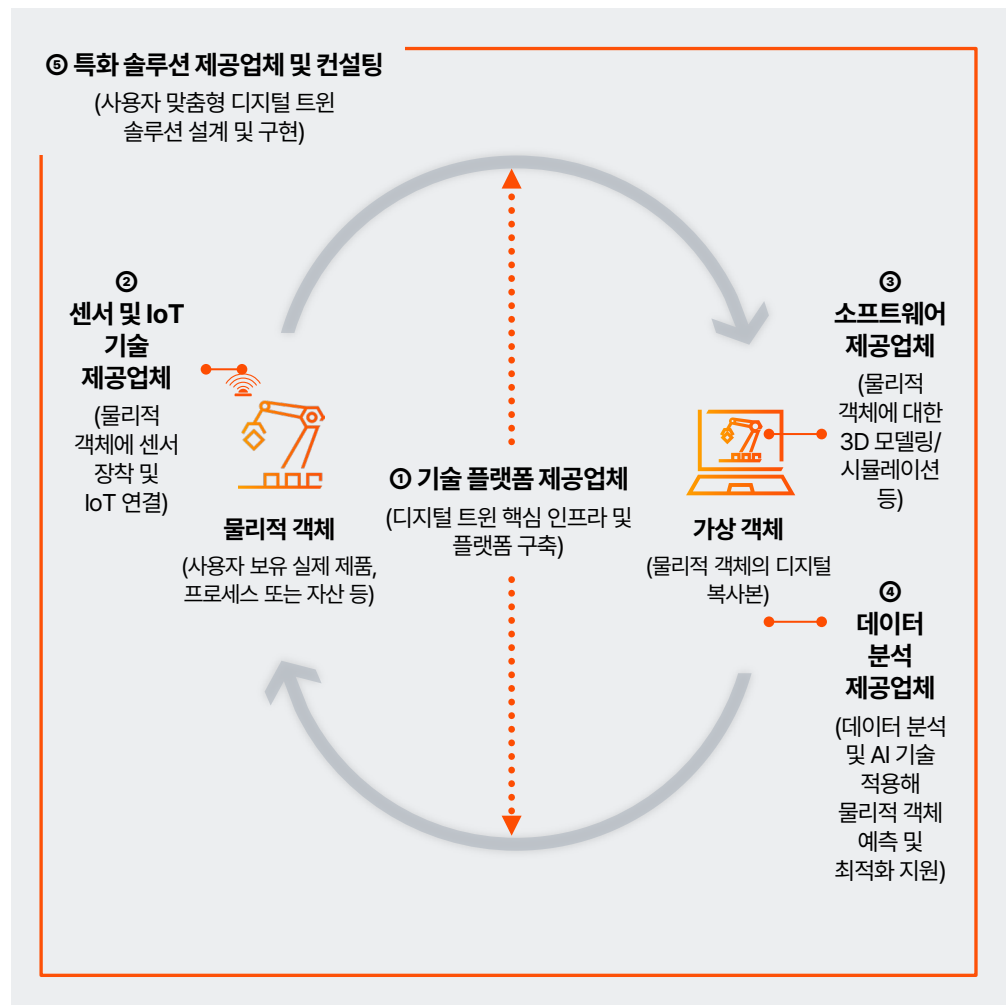 ⑤ 특화 솔루션 제공업체 및 컨설팅
(사용자 맞춤형 디지털 트윈
솔루션 설계 및 구현)
②
센서 및 IoT
기술
제공업체
(물리적
객체에 센서
장착 및
IoT 연결)
물리적 객체
(사용자 보유 실제 제품,
프로세스 또는 자산 등)
① 기술 플랫폼 제공업체
(디지털 트윈 핵심 인프라 및
플랫폼 구축)
가상 객체
(물리적 객체의 디지털
복사본)
③
소프트웨어
제공업체
(물리적
객체에 대한
3D 모델링/
시뮬레이션
등)
④
데이터
분석
제공업체
(데이터 분석
및 AI 기술
적용해
물리적 객체
예측 및
최적화 지원)